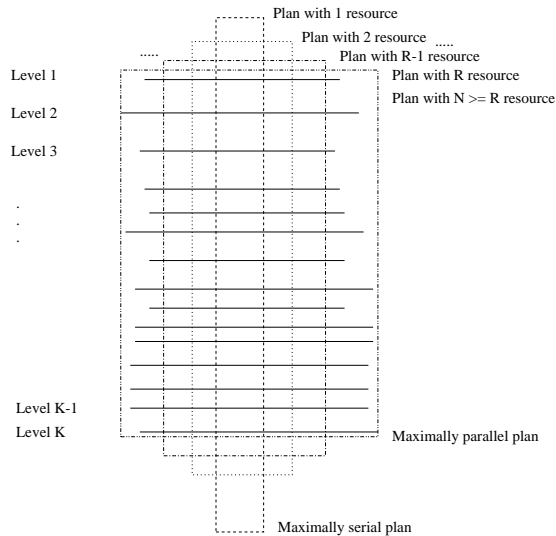 Plan with 1 resource
Plan with 2 resource
.....
.....
Plan with R-1 resource
Level 1
Plan with R resource
Plan with N >= R resource
Level 2
Level 3
.
.
.
Level K-1
Level K
Maximally parallel plan
Maximally serial plan